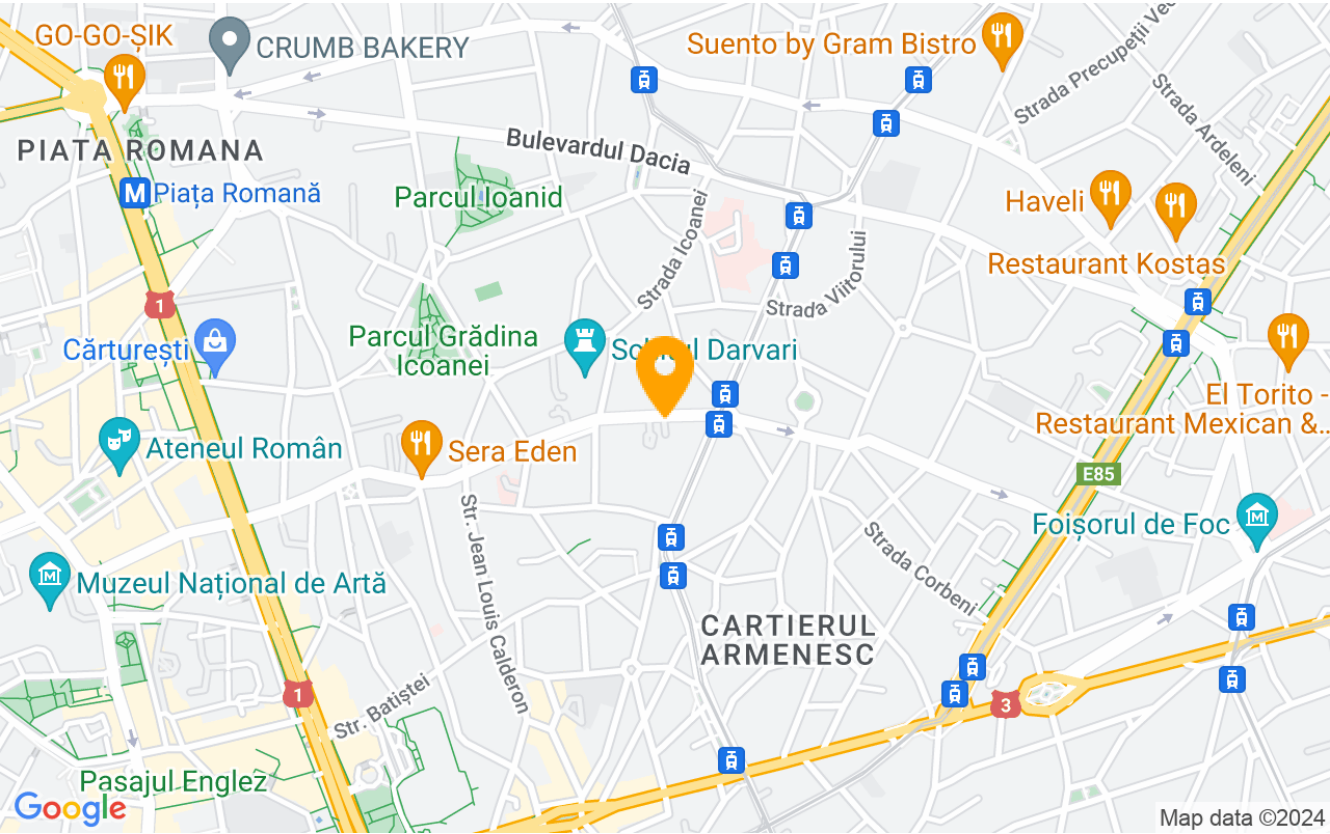 GO-GO-ȘIK
CRUMB BAKERY
Suento by Gram Bistro
Strada Precupeții
Strada Ardeleni
PIATA ROMANA
Bulevardul Dacia
M Piața Romană
Parcul Ioanid
Haveli
Strada Icoanei
Restaurant Kostas
Strada Viitorului
1
Parcul Grădina
Icoanei
Cărturești
Schitul Darvari
El Torito -
Restaurant Mexican &..
Ateneul Român
Sera Eden
E85
Str. Jean Louis Calderon
Foișorul de Foc
Strada Corbeni
Muzeul Național de Artă
CARTIERUL
ARMENESC
1
Str. Batiștei
3
Pasajul Englez
Google
Map data ©2024